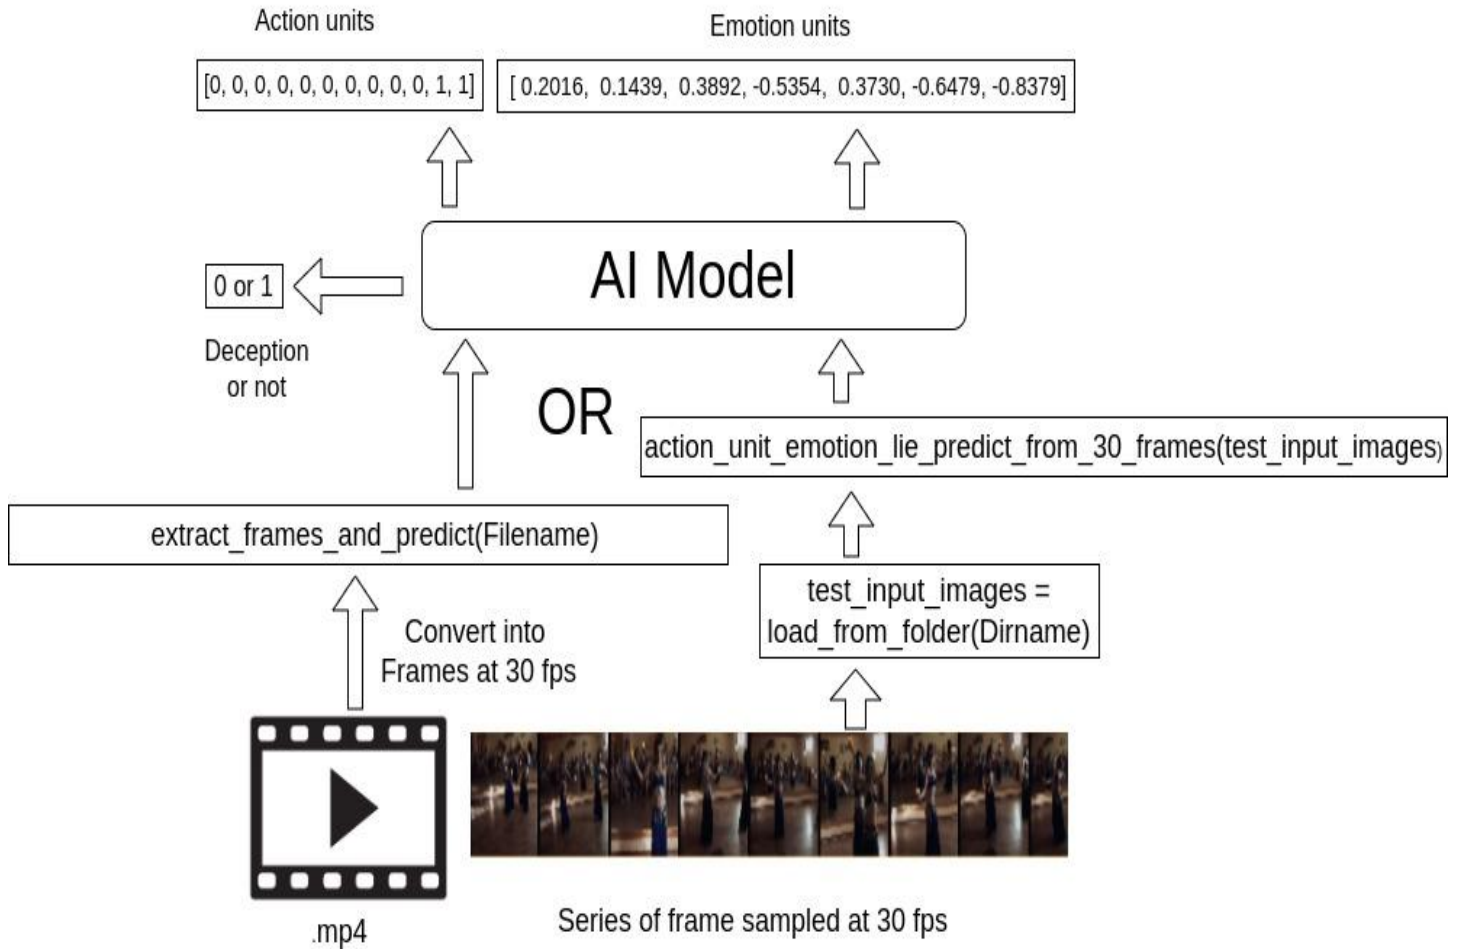 Action units
Emotion units
[0, 0, 0, 0, 0, 0, 0, 0, 0, 0, 1, 1]
[ 0.2016, 0.1439, 0.3892, -0.5354, 0.3730, -0.6479, -0.8379]
AI Model
0 or 1
Deception
or not
OR
action_unit_emotion_lie_predict_from_30_frames(test_input_images)
extract_frames_and_predict(Filename)
test_input_images =
load_from_folder(Dirname)
Convert into
Frames at 30 fps
.mp4
Series of frame sampled at 30 fps